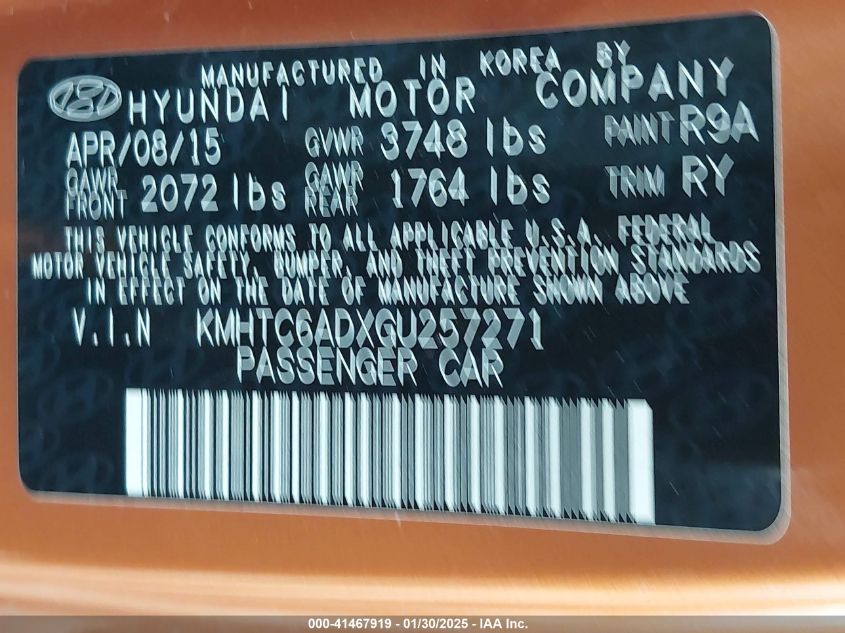 MANUFACTURED IN KOREA BY
HYUNDAI MOTOR COMPANY
APR/08/15 GVWR 3748 lbs PAINT R9A
GAWR FRONT 2072 lbs GAWR REAR 1764 lbs TRIM RY
THIS VEHICLE CONFORMS TO ALL APPLICABLE U.S.A. FEDERAL
MOTOR VEHICLE SAFETY, BUMPER, AND THEFT PREVENTION STANDARDS
IN EFFECT ON THE DATE OF MANUFACTURE SHOWN ABOVE
V.I.N KMHTC6ADXGU257271
PASSENGER CAR
000-41467919 - 01/30/2025 - IAA Inc.